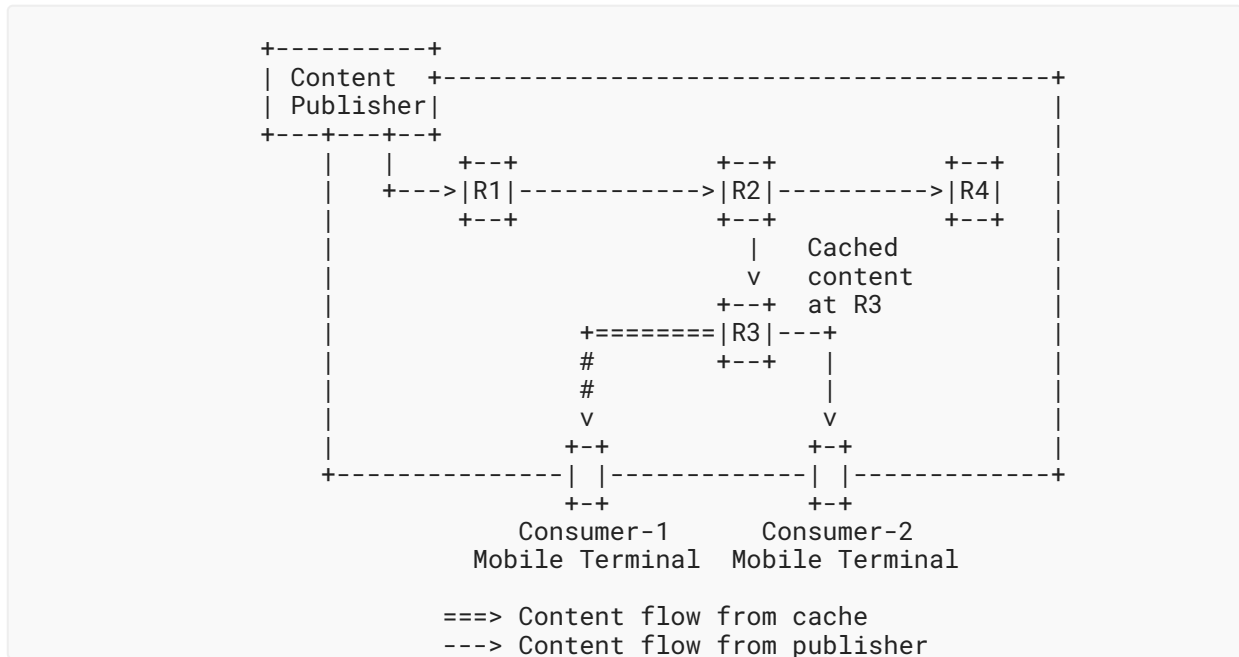 +----------+
| Content  +----------------------------------------+
| Publisher|                                        |
+---+---+--+                                        |
    |   |    +--+             +--+           +--+   |
    |   +--->|R1|------------>|R2|---------->|R4|   |
    |        +--+             +--+           +--+   |
    |                           |   Cached          |
    |                           v   content         |
    |                         +--+  at R3           |
    |                +========|R3|---+              |
    |                #        +--+   |              |
    |                #               |              |
    |                v               v              |
    |               +-+             +-+             |
    +---------------| |-------------| |-------------+
                    +-+             +-+
                 Consumer-1      Consumer-2
              Mobile Terminal  Mobile Terminal
            ===> Content flow from cache
            ---> Content flow from publisher